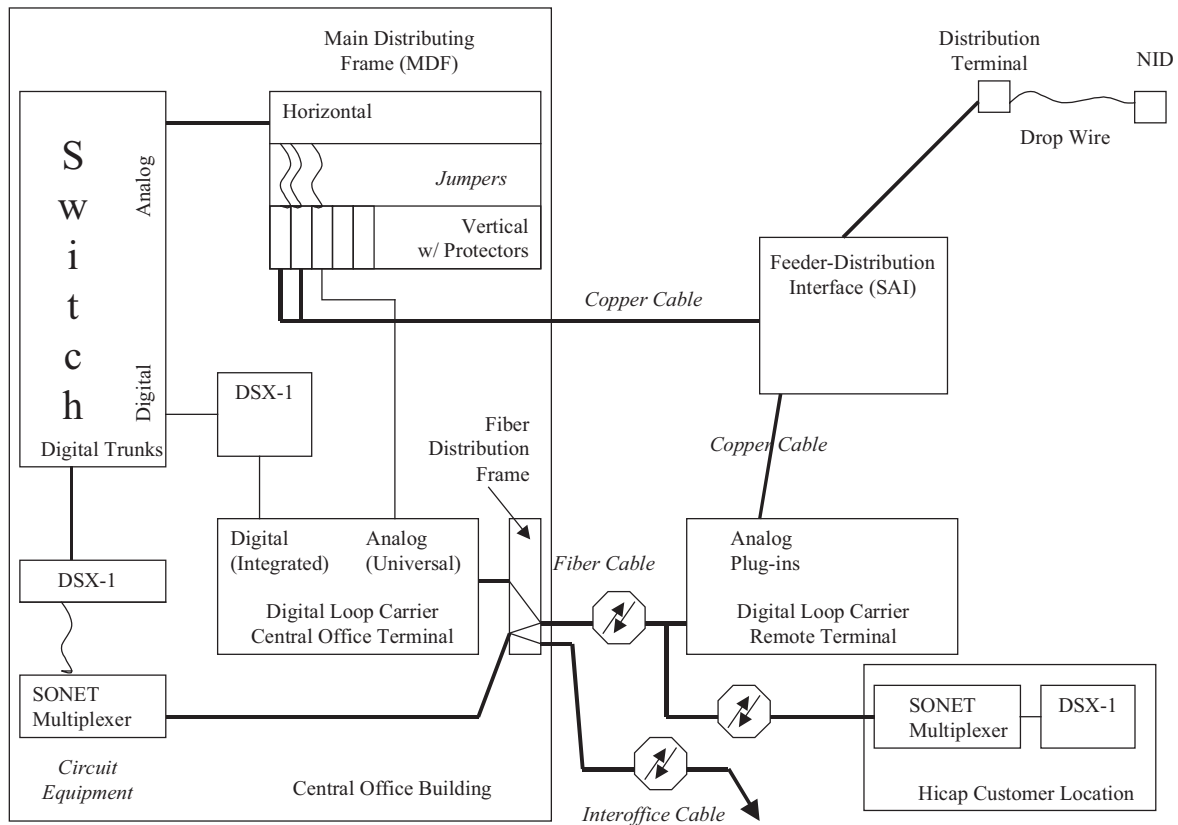 Main Distributing
Frame (MDF)
Distribution
Terminal
NID
Drop Wire
Horizontal
Jumpers
Vertical
w/ Protectors
Switch
Analog
Digital
Digital Trunks
DSX-1
Copper Cable
Feeder-Distribution
Interface (SAI)
Copper Cable
Fiber
Distribution
Frame
Digital
(Integrated)
Analog
(Universal)
Digital Loop Carrier
Central Office Terminal
Fiber Cable
Analog
Plug-ins
Digital Loop Carrier
Remote Terminal
DSX-1
SONET
Multiplexer
Circuit
Equipment
Central Office Building
Interoffice Cable
SONET
Multiplexer
DSX-1
Hicap Customer Location